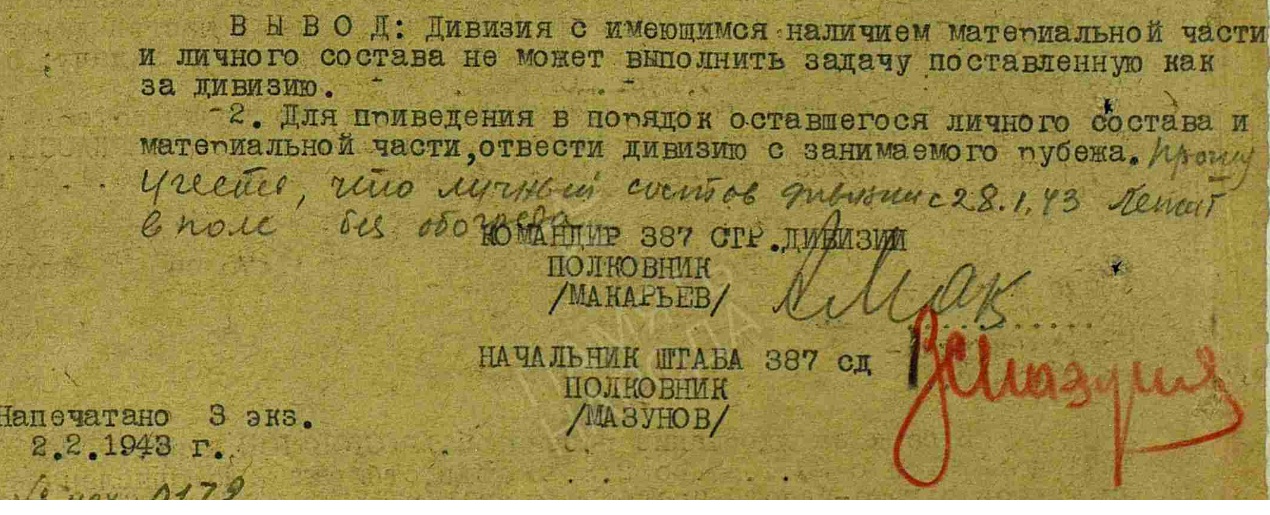 В Ы В О Д: Дивизия с имеющимся наличием материальной части
и личного состава не может выполнить задачу поставленную как
за дивизию.
2. Для приведения в порядок оставшегося личного состава и
материальной части,отвести дивизию с занимаемого рубежа. Прошу
учесть, что личный состав дивизии с 28.1.43 лежит
в поле без обогрева
КОМАНДИР 387 СТР.ДИВИЗИИ
ПОЛКОВНИК
/МАКАРЬЕВ/
НАЧАЛЬНИК ШТАБА 387 сд
ПОЛКОВНИК
/МАЗУНОВ/
Напечатано 3 экз.
2.2.1943 г.
0178